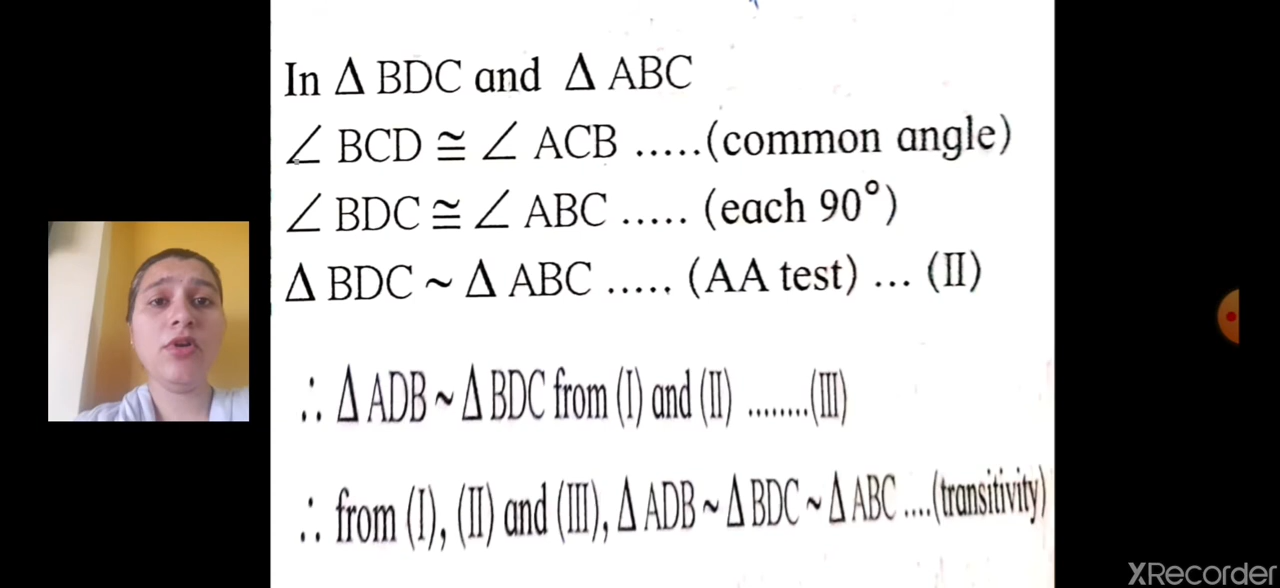 In Δ BDC and Δ ABC
∠ BCD ≅ ∠ ACB .....(common angle)
∠ BDC ≅ ∠ ABC ..... (each 90°)
Δ BDC ~ Δ ABC ..... (AA test) ... (II)
∴ Δ ADB ~ Δ BDC from (I) and (II) ........(III)
∴ from (I), (II) and (III), Δ ADB ~ Δ BDC ~ Δ ABC ....(transitivity)
XRecorder